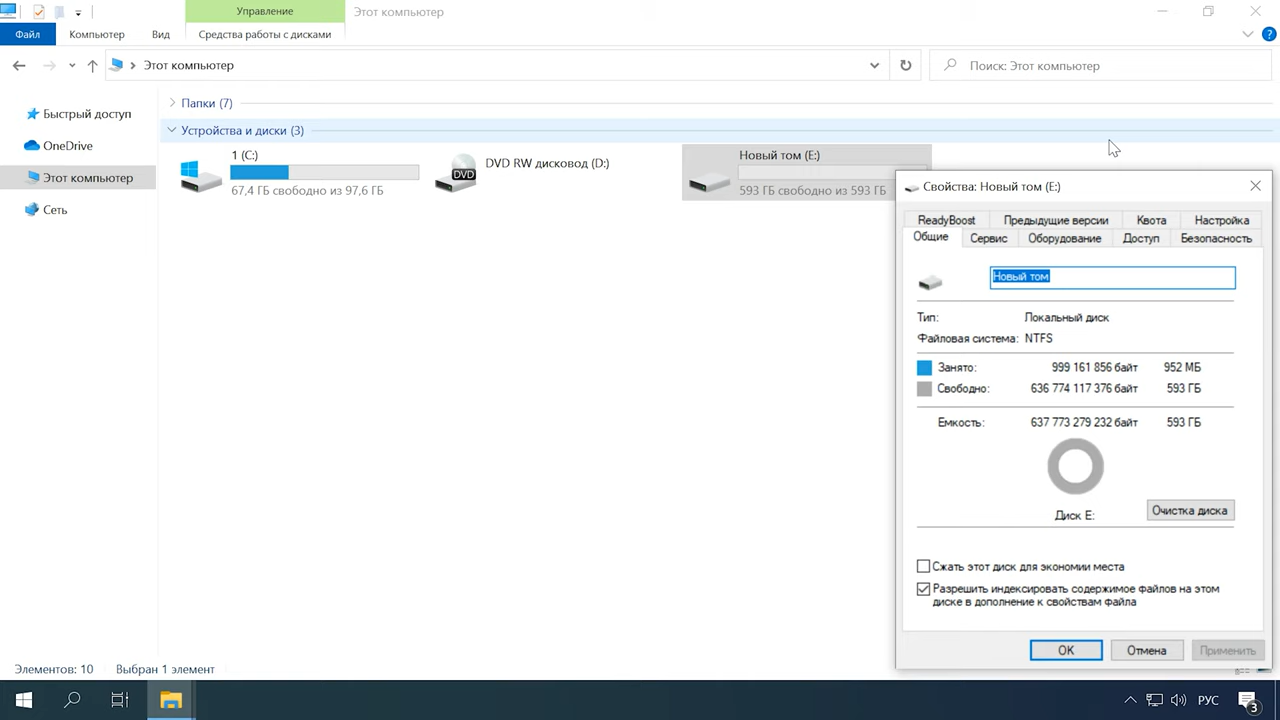 Управление
Этот компьютер
Файл
Компьютер
Вид
Средства работы с дисками
?
Этот компьютер
Поиск: Этот компьютер
Быстрый доступ
OneDrive
Этот компьютер
Сеть
Папки (7)
Устройства и диски (3)
1 (C:)
67,4 ГБ свободно из 97,6 ГБ
DVD
DVD RW дисковод (D:)
Новый том (E:)
593 ГБ свободно из 593 ГБ
Свойства: Новый том (E:)
ReadyBoost Предыдущие версии Квота Настройка
Общие Сервис Оборудование Доступ Безопасность
Новый том
Тип: Локальный диск
Файловая система: NTFS
Занято: 999 161 856 байт 952 МБ
Свободно: 636 774 117 376 байт 593 ГБ
Емкость: 637 773 279 232 байт 593 ГБ
Диск E:
Очистка диска
Сжать этот диск для экономии места
Разрешить индексировать содержимое файлов на этом
диске в дополнение к свойствам файла
OK Отмена Применить
Элементов: 10 Выбран 1 элемент
РУС
3